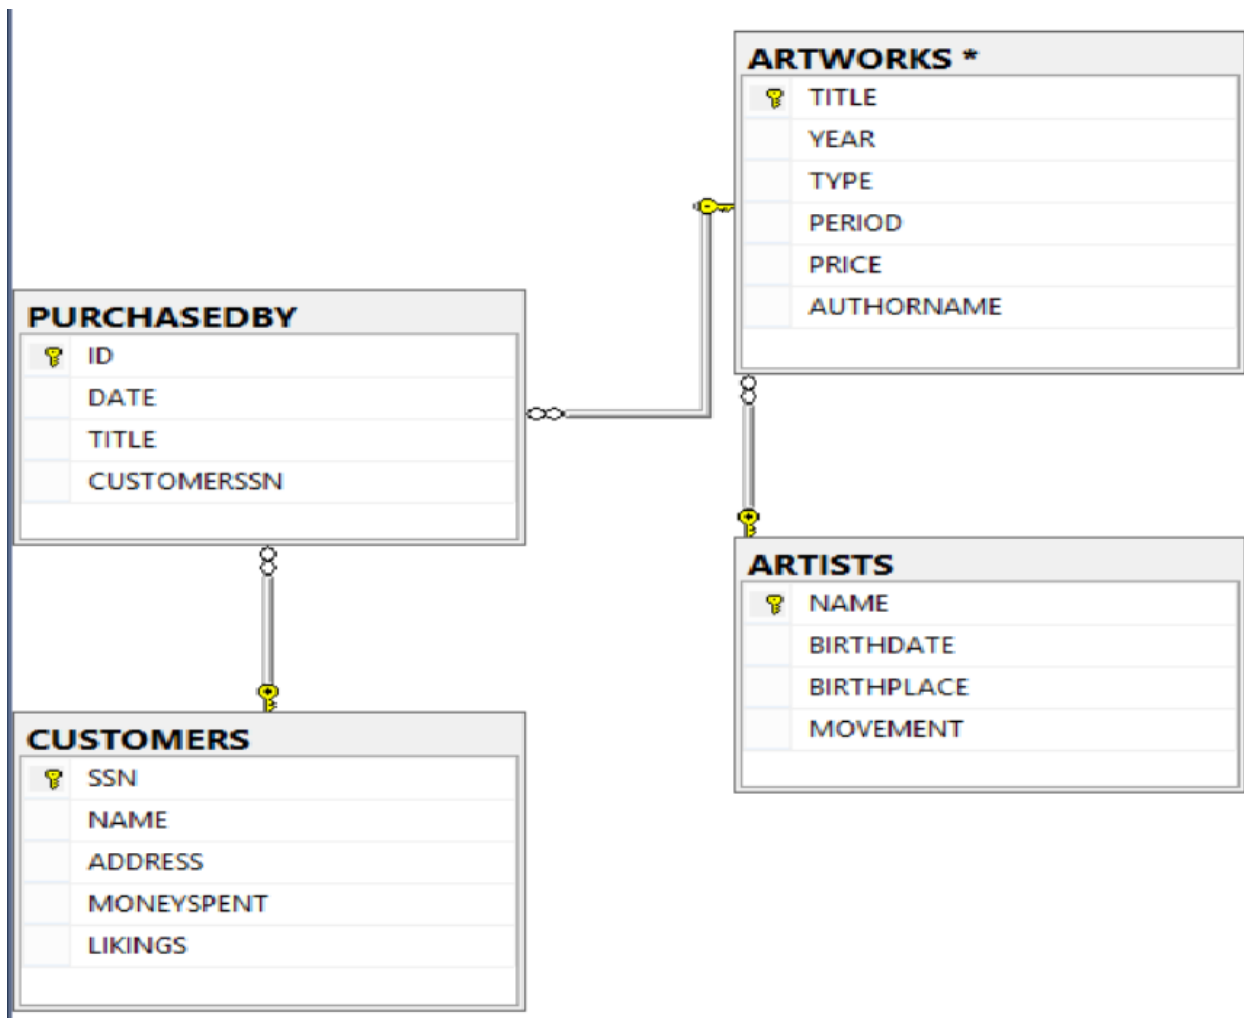 ARTWORKS *
TITLE
YEAR
TYPE
PERIOD
PRICE
AUTHORNAME
PURCHASEDBY
ID
DATE
TITLE
CUSTOMERSSN
ARTISTS
NAME
BIRTHDATE
BIRTHPLACE
MOVEMENT
CUSTOMERS
SSN
NAME
ADDRESS
MONEYSPENT
LIKINGS